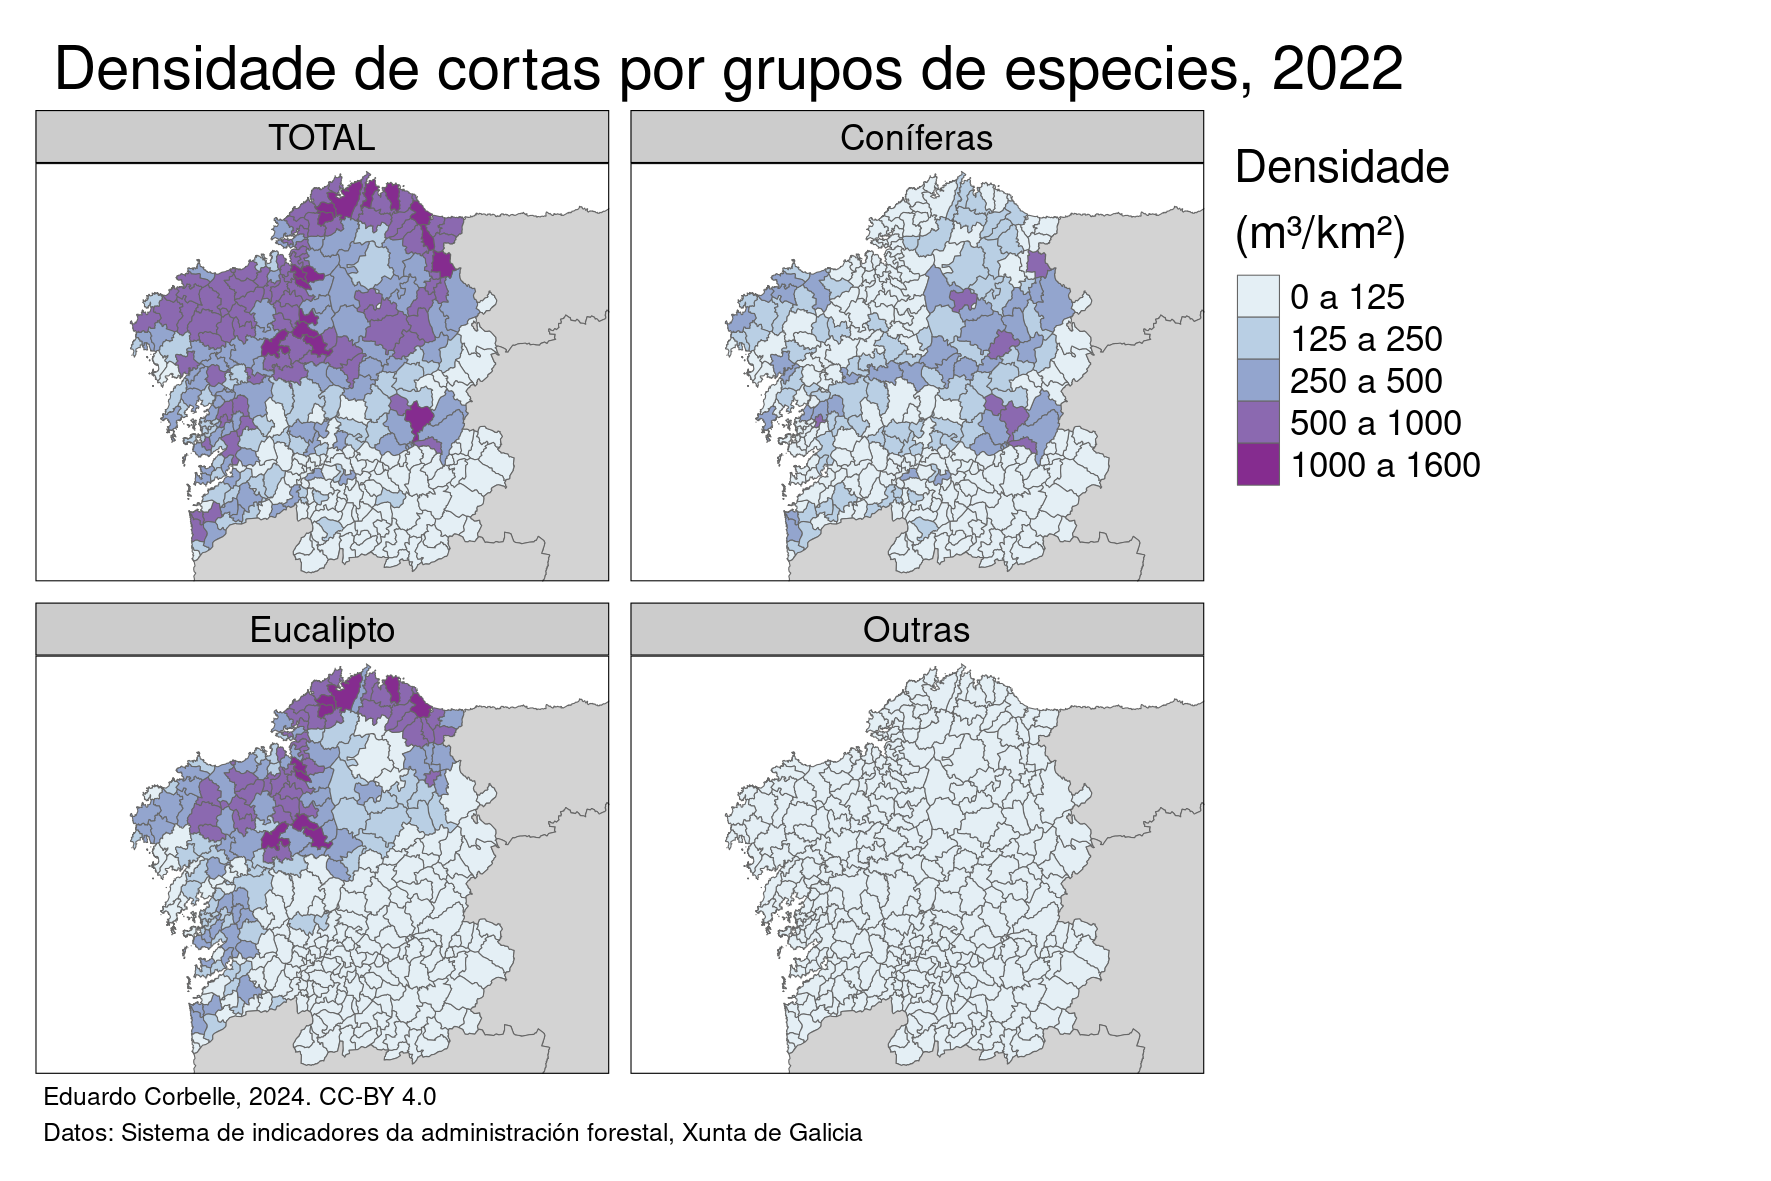 Densidade de cortas por grupos de especies, 2022
TOTAL
Coníferas
Densidade
(m³/km²)
0 a 125
125 a 250
250 a 500
500 a 1000
1000 a 1600
Eucalipto
Outras
Eduardo Corbelle, 2024. CC-BY 4.0
Datos: Sistema de indicadores da administración forestal, Xunta de Galicia